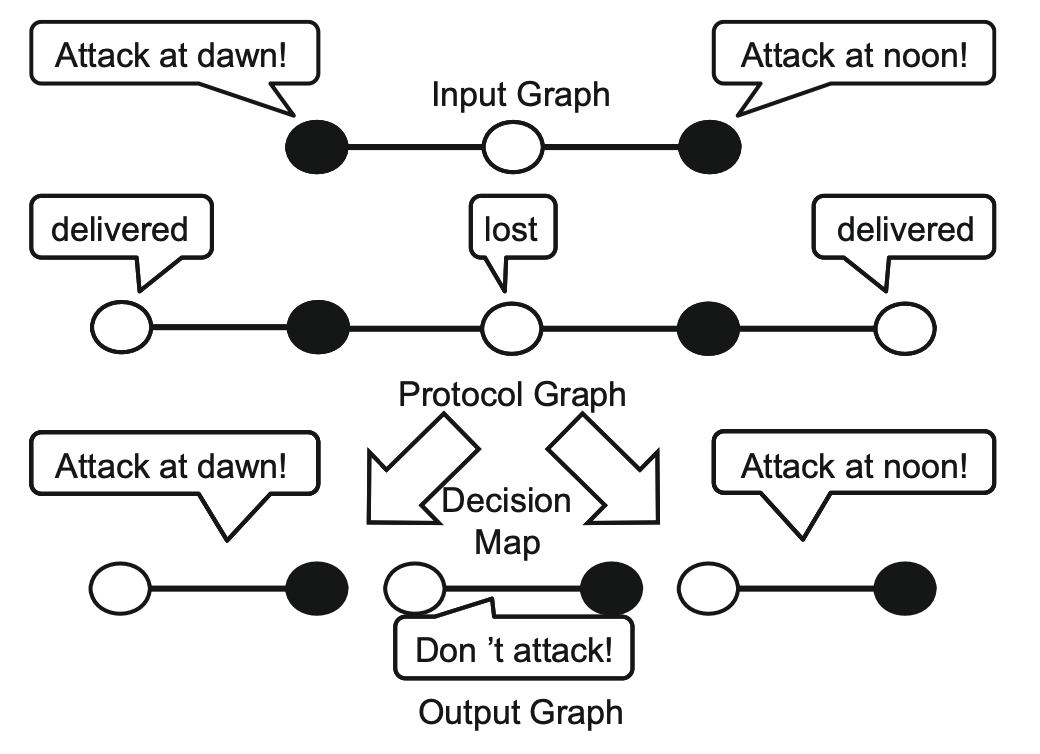 Attack at dawn!
Attack at noon!
Input Graph
delivered
lost
delivered
Protocol Graph
Attack at dawn!
Attack at noon!
Decision
Map
Don ’t attack!
Output Graph